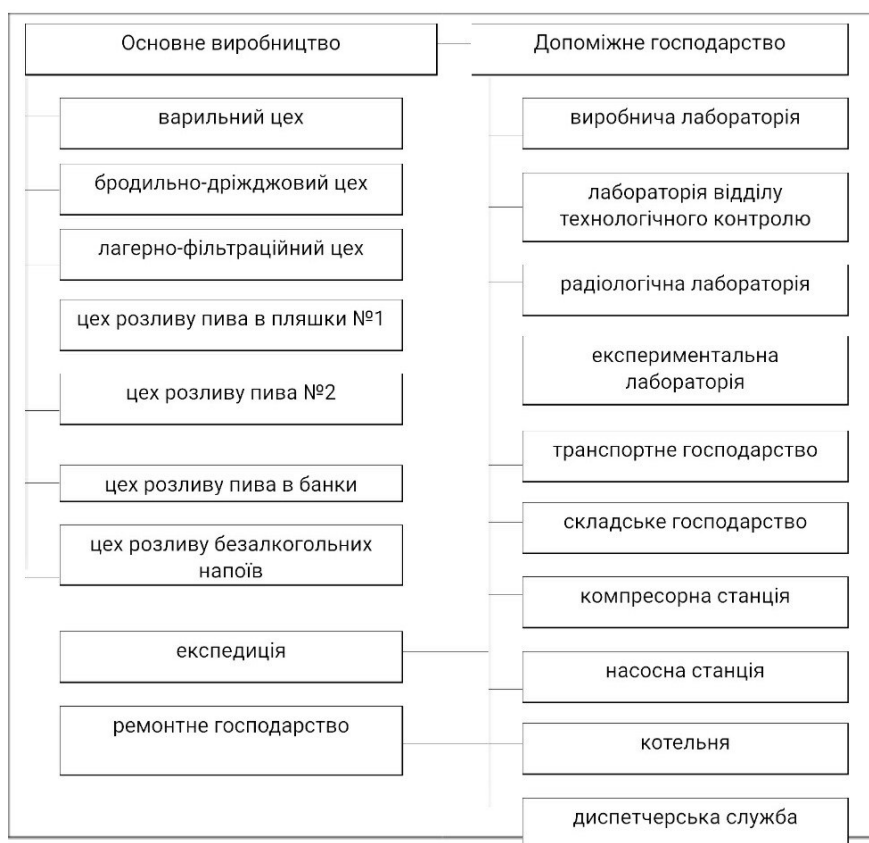 Основне виробництво
варильний цех
бродильно-дріжджовий цех
лагерно-фільтраційний цех
цех розливу пива в пляшки №1
цех розливу пива №2
цех розливу пива в банки
цех розливу безалкогольних
напоїв
експедиція
ремонтне господарство
Допоміжне господарство
виробнича лабораторія
лабораторія відділу
технологічного контролю
радіологічна лабораторія
експериментальна
лабораторія
транспортне господарство
складське господарство
компресорна станція
насосна станція
котельня
диспетчерська служба